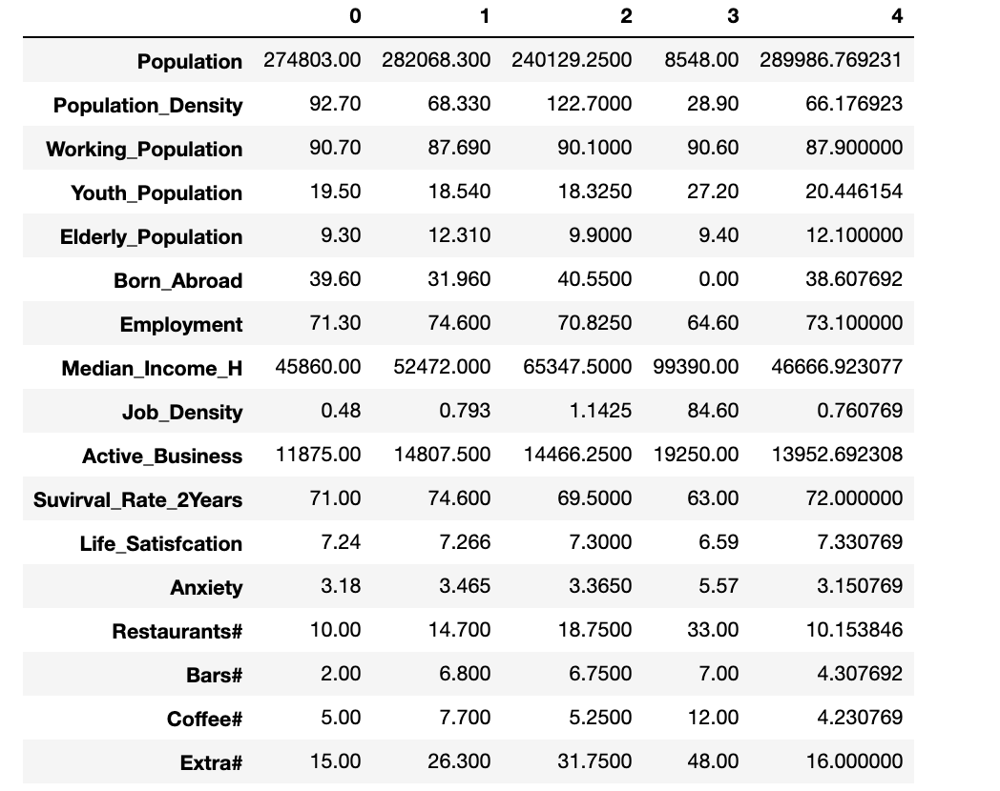 0 1 2 3 4
Population 274803.00 282068.300 240129.2500 8548.00 289986.769231
Population_Density 92.70 68.330 122.7000 28.90 66.176923
Working_Population 90.70 87.690 90.1000 90.60 87.900000
Youth_Population 19.50 18.540 18.3250 27.20 20.446154
Elderly_Population 9.30 12.310 9.9000 9.40 12.100000
Born_Abroad 39.60 31.960 40.5500 0.00 38.607692
Employment 71.30 74.600 70.8250 64.60 73.100000
Median_Income_H 45860.00 52472.000 65347.5000 99390.00 46666.923077
Job_Density 0.48 0.793 1.1425 84.60 0.760769
Active_Business 11875.00 14807.500 14466.2500 19250.00 13952.692308
Suvirval_Rate_2Years 71.00 74.600 69.5000 63.00 72.000000
Life_Satisfcation 7.24 7.266 7.3000 6.59 7.330769
Anxiety 3.18 3.465 3.3650 5.57 3.150769
Restaurants# 10.00 14.700 18.7500 33.00 10.153846
Bars# 2.00 6.800 6.7500 7.00 4.307692
Coffee# 5.00 7.700 5.2500 12.00 4.230769
Extra# 15.00 26.300 31.7500 48.00 16.000000